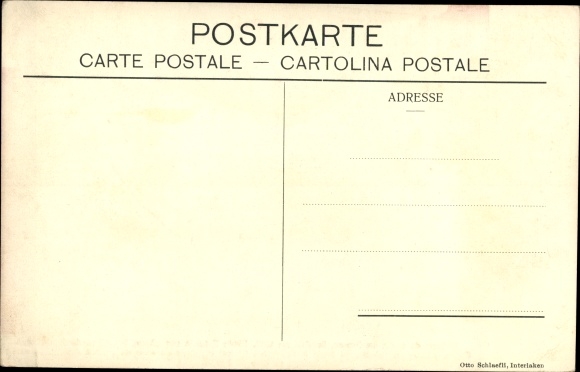 POSTKARTE
CARTE POSTALE — CARTOLINA POSTALE
ADRESSE
Otto Schlaefli, Interlaken